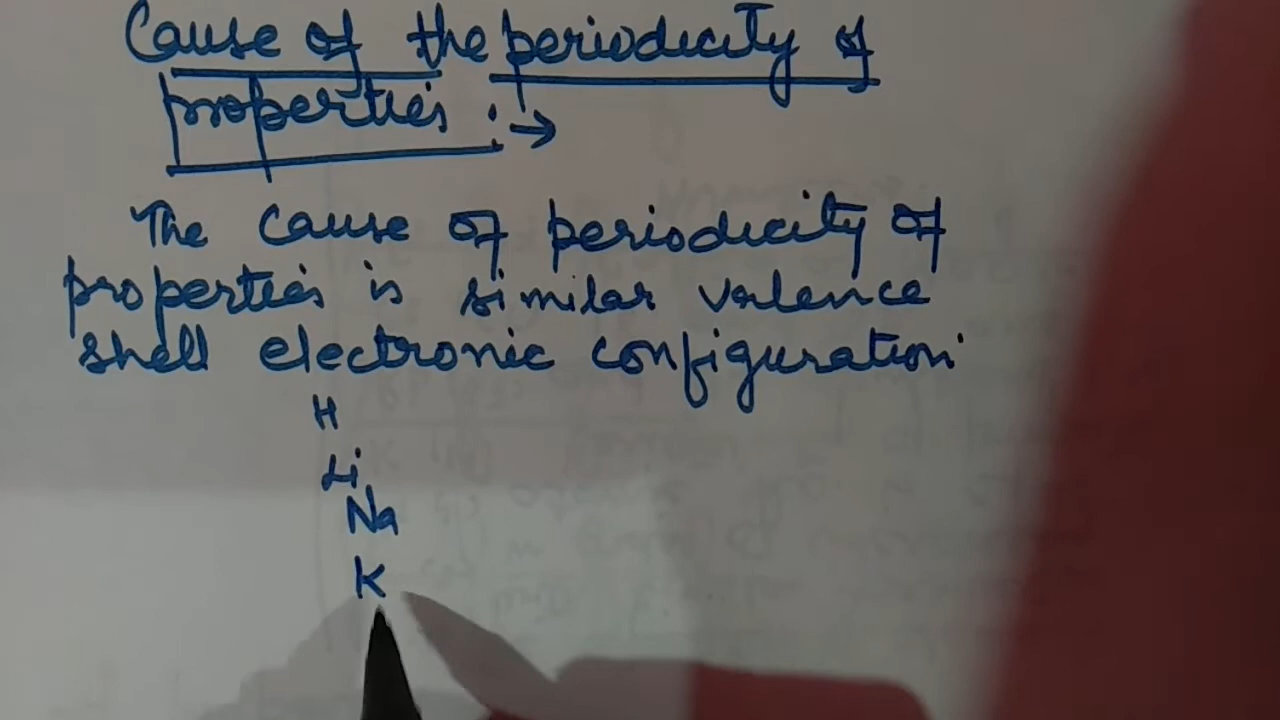 Cause of the periodicity of
properties :→
The cause of periodicity of
properties is similar valence
shell electronic configuration
H
Li
Na
K